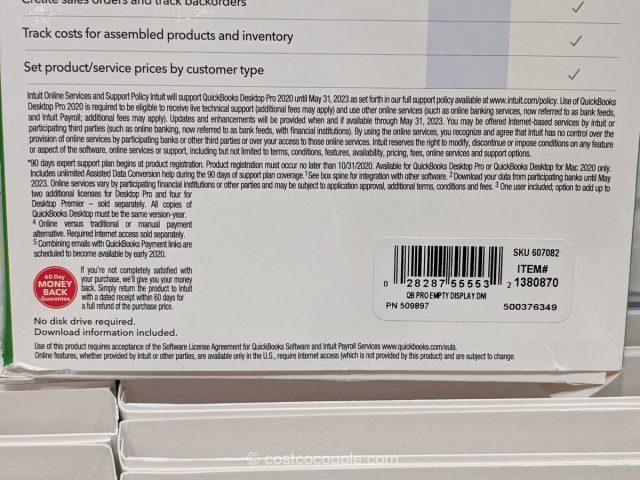 Create sales orders and track backorders
Track costs for assembled products and inventory
Set product/service prices by customer type
Intuit Online Services and Support Policy Intuit will support QuickBooks Desktop Pro 2020 until May 31, 2023 as set forth in our full support policy available at www.intuit.com/policy. Use of QuickBooks
Desktop Pro 2020 is required to be eligible to receive live technical support (additional fees may apply) and use other online services (such as online banking services, now referred to as bank feeds,
and Intuit Payroll; additional fees may apply). Updates and enhancements will be provided when and if available through May 31, 2023. You may be offered Internet-based services by Intuit or
participating third parties (such as online banking, now referred to as bank feeds, with financial institutions). By using the online services, you recognize and agree that Intuit has no control over the
provision of online services by participating banks or other third parties or over your access to those online services. Intuit reserves the right to modify, discontinue or impose conditions on any feature
or aspect of the software, online services or support, including but not limited to terms, conditions, features, availability, pricing, fees, online services and support options.
*90 days expert support plan begins at product registration. Product registration must occur no later than 10/31/2020. Available for QuickBooks Desktop Pro or QuickBooks Desktop for Mac 2020 only.
Includes unlimited Assisted Data Conversion help during the 90 days of support plan coverage. ¹ See box spine for integration with other software. ² Download your data from participating banks until May
2023. Online services vary by participating financial institutions or other parties and may be subject to application approval, additional terms, conditions and fees. ³ One user included; option to add up to
two additional licenses for Desktop Pro and four for
Desktop Premier – sold separately. All copies of
QuickBooks Desktop must be the same version-year.
⁴ Online versus traditional or manual payment
alternative. Required Internet access sold separately.
⁵ Combining emails with QuickBooks Payment links are
scheduled to become available by early 2020.
60 Day
MONEY
BACK
Guarantee
If you're not completely satisfied with
your purchase, we'll give you your money
back. Simply return the product to Intuit
with a dated receipt within 60 days for
a full refund of the purchase price.
No disk drive required.
Download information included.
SKU 607082
ITEM#
0 28287 55553 2 1380870
QB PRO EMPTY DISPLAY DNI
PN 509897
500376349
Use of this product requires acceptance of the Software License Agreement for QuickBooks Software and Intuit Payroll Services www.quickbooks.com/eula.
Online features, whether provided by Intuit or other parties, are available only in the U.S., require Internet access (which is not provided by this product) and are subject to change.
© costcocouple.com